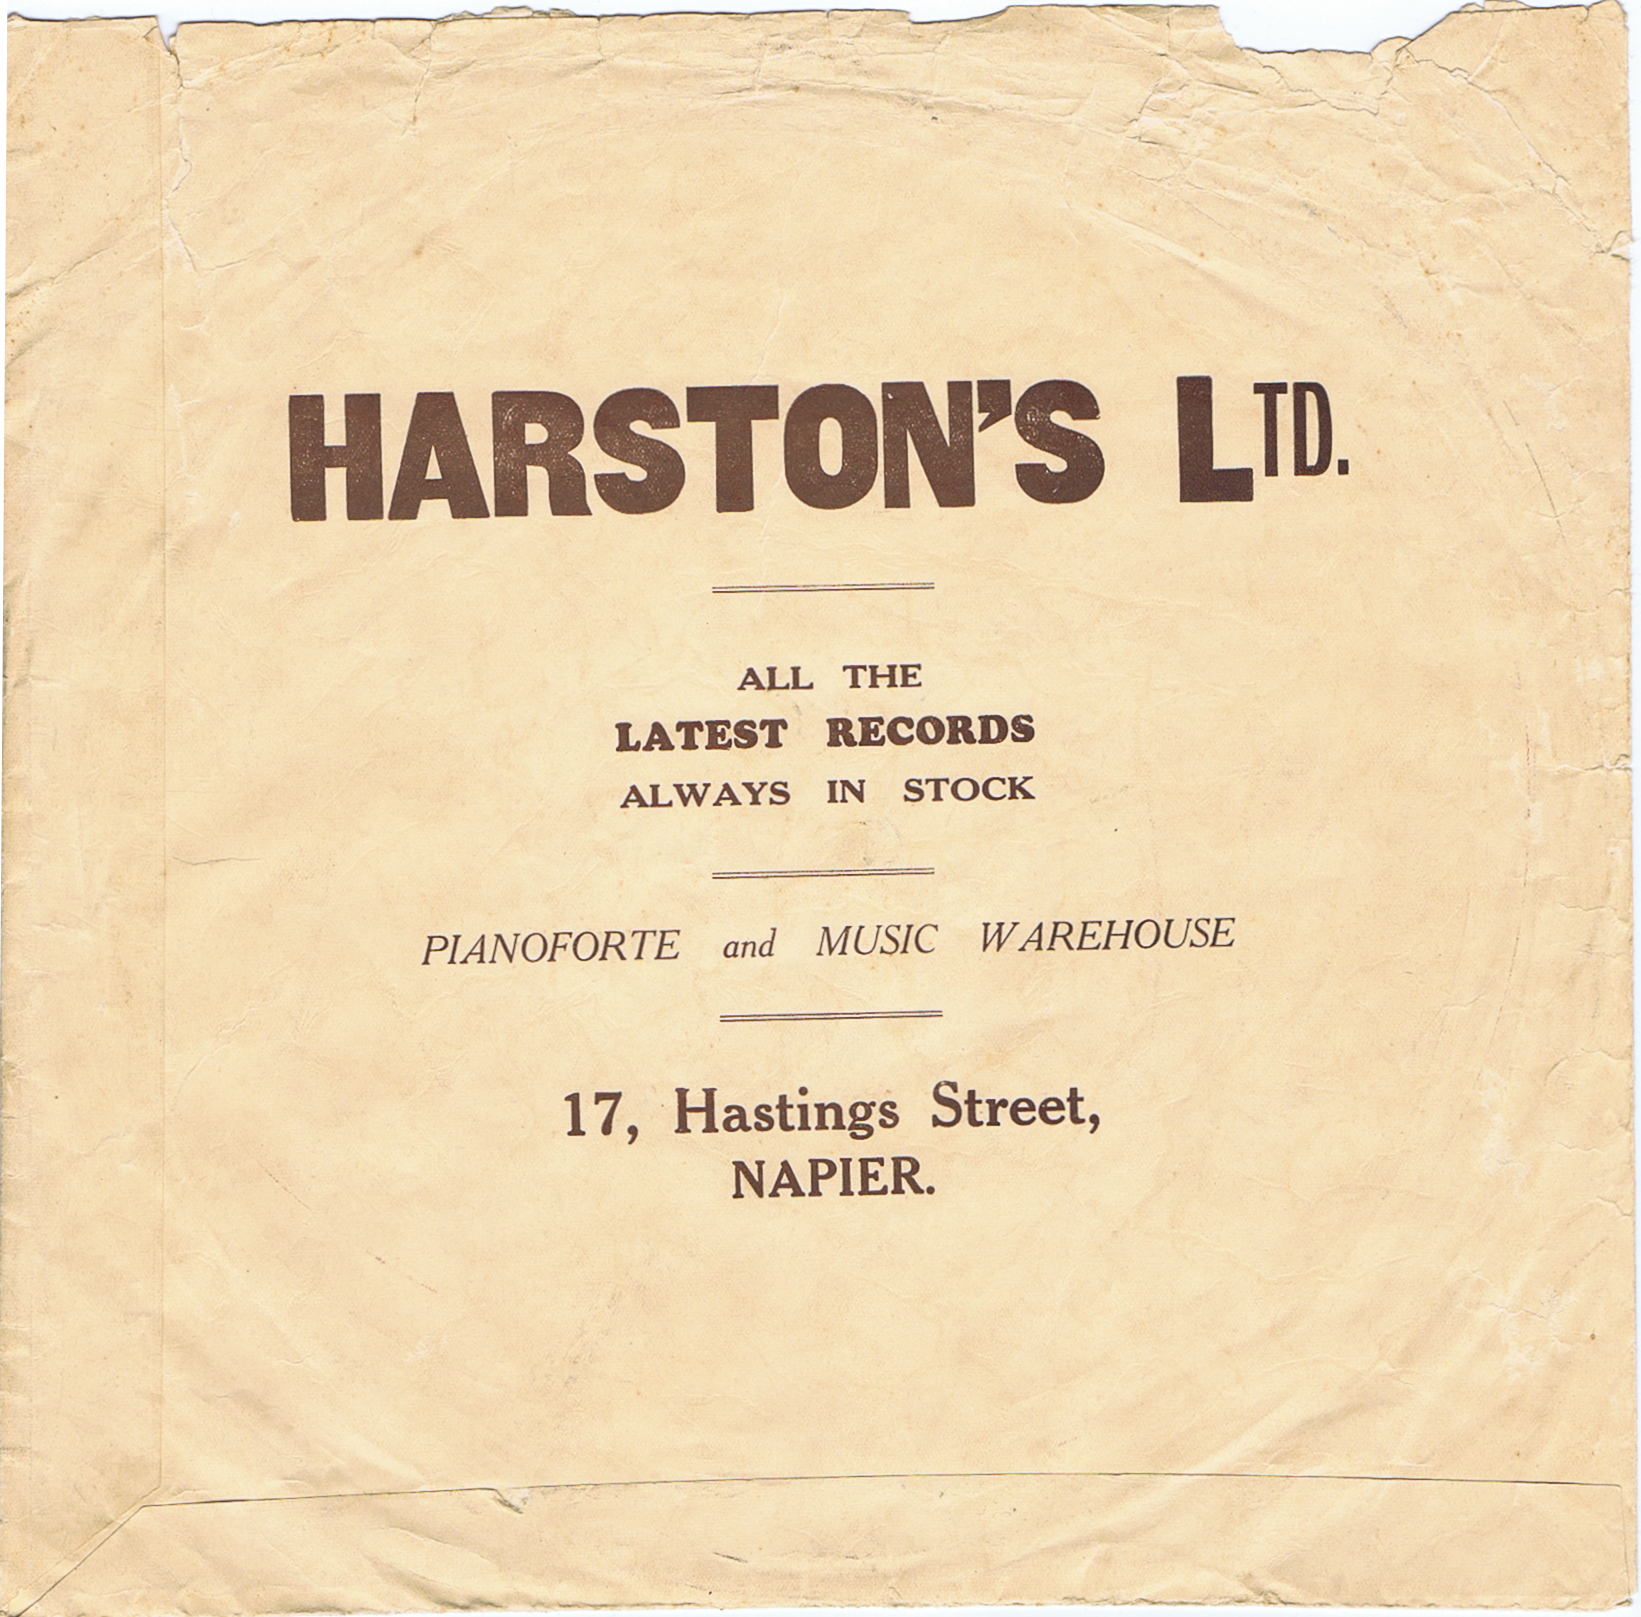 HARSTON'S LTD.
ALL THE
LATEST RECORDS
ALWAYS IN STOCK
PIANOFORTE and MUSIC WAREHOUSE
17, Hastings Street,
NAPIER.